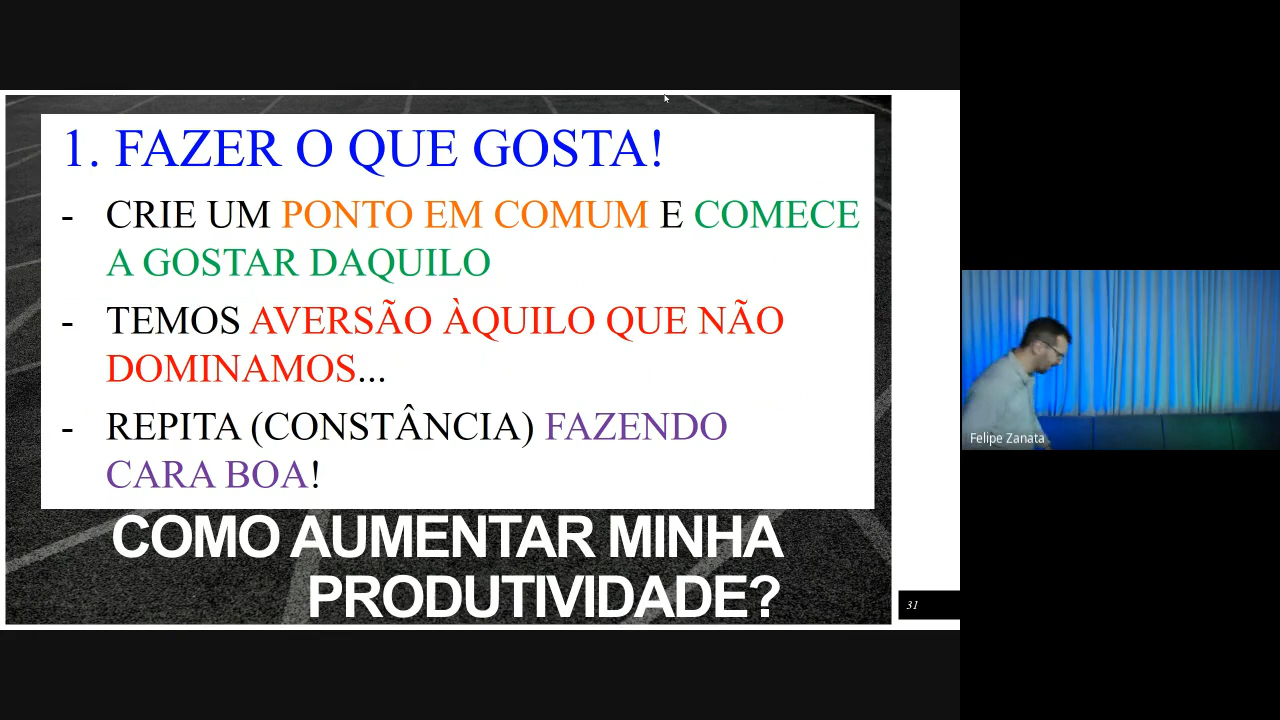 1. FAZER O QUE GOSTA!
- CRIE UM PONTO EM COMUM E COMECE
A GOSTAR DAQUILO
- TEMOS AVERSÃO ÀQUILO QUE NÃO
DOMINAMOS...
- REPITA (CONSTÂNCIA) FAZENDO
CARA BOA!
COMO AUMENTAR MINHA
PRODUTIVIDADE?
31
Felipe Zanata